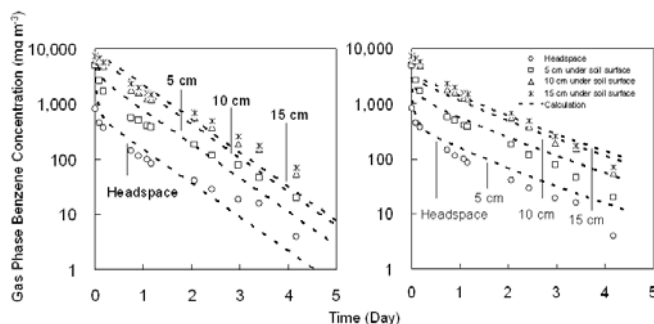 Gas Phase Benzene Concentration (mg m⁻³)
10,000
1,000
100
10
1
5 cm
10 cm
15 cm
Headspace
0 1 2 3 4 5
10,000
1,000
100
10
1
Headspace
5 cm under soil surface
10 cm under soil surface
15 cm under soil surface
Calculation
Headspace
5 cm
10 cm
15 cm
0 1 2 3 4 5
Time (Day)